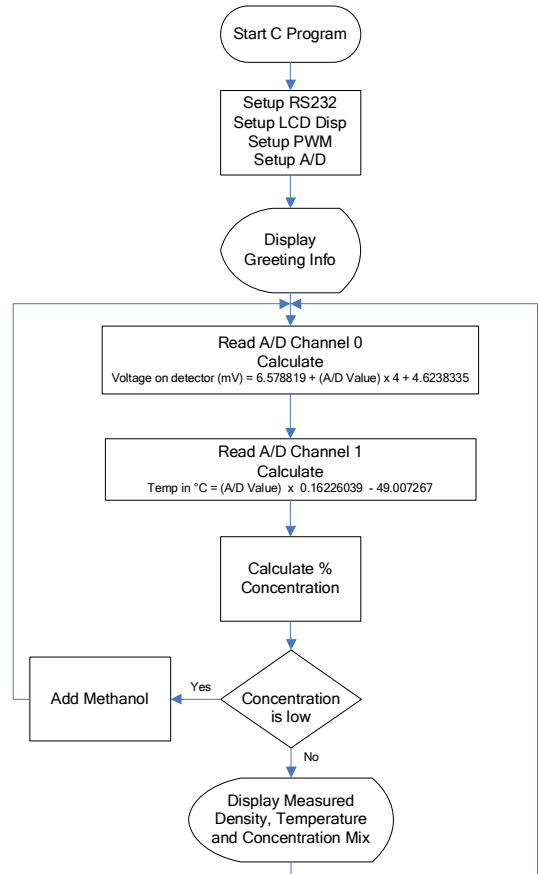 Start C Program
Setup RS232
Setup LCD Disp
Setup PWM
Setup A/D
Display
Greeting Info
Read A/D Channel 0
Calculate
Voltage on detector (mV) = 6.578819 + (A/D Value) x 4 + 4.6238335
Read A/D Channel 1
Calculate
Temp in °C = (A/D Value) x 0.16226039 - 49.007267
Calculate %
Concentration
Add Methanol
Yes
Concentration
is low
No
Display Measured
Density, Temperature
and Concentration Mix